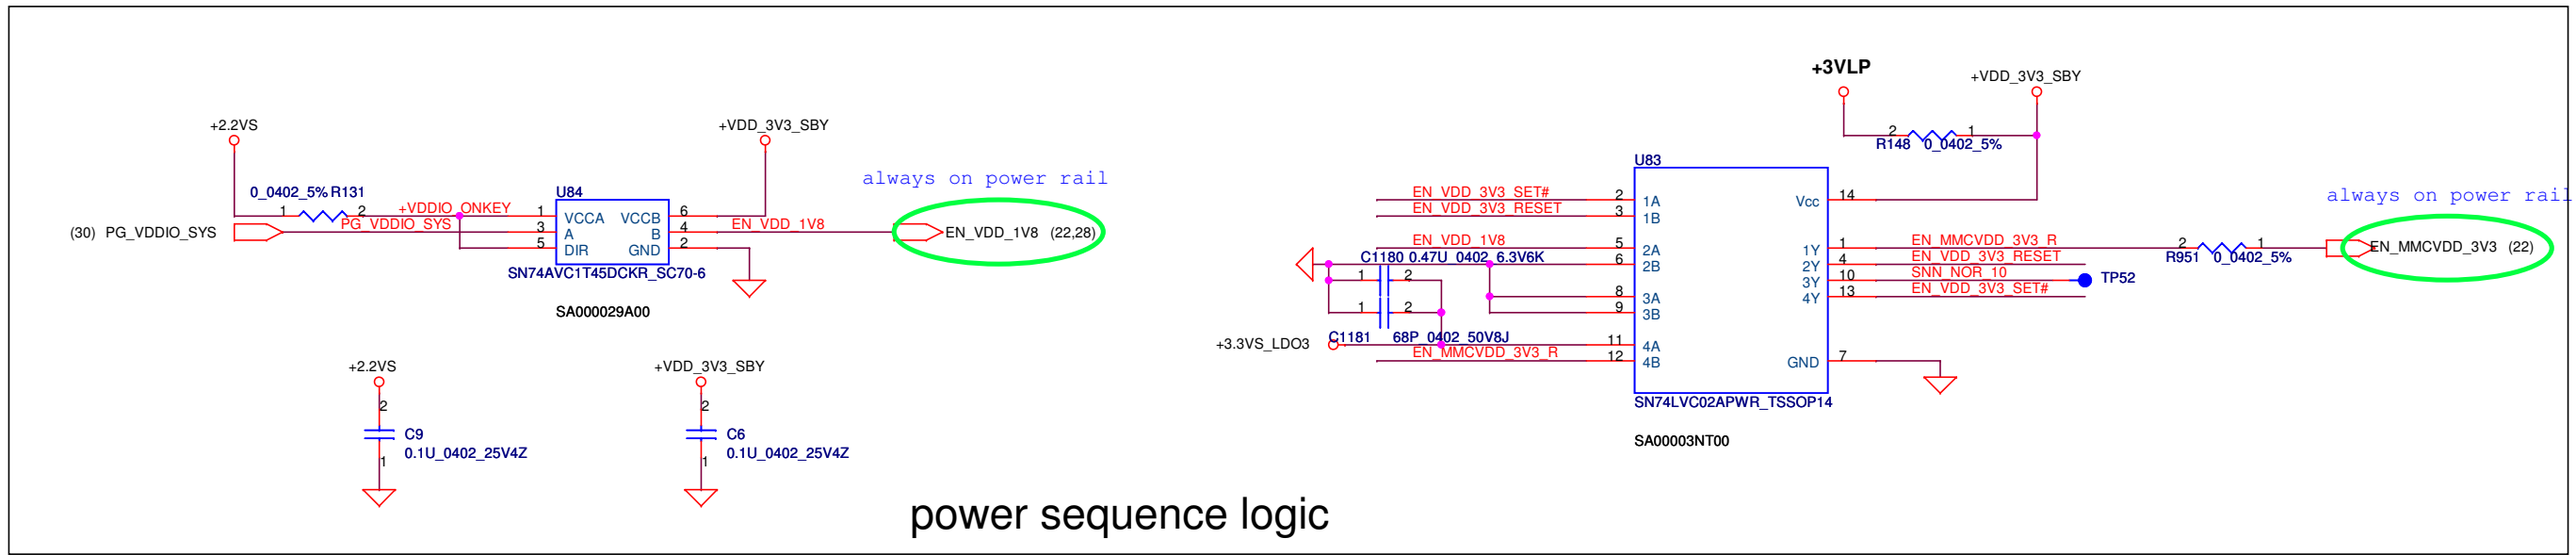 +2.2VS
0_0402_5% R131
1 2
+VDDIO_ONKEY
(30) PG_VDDIO_SYS
PG_VDDIO_SYS
U84
1 VCCA VCCB 6
3 A B 4
5 DIR GND 2
SN74AVC1T45DCKR_SC70-6
SA000029A00
+VDD_3V3_SBY
EN_VDD_1V8
always on power rail
EN_VDD_1V8 (22,28)
+2.2VS
2
C9
0.1U_0402_25V4Z
1
+VDD_3V3_SBY
2
C6
0.1U_0402_25V4Z
1
+3VLP
+VDD_3V3_SBY
2 1
R148 0_0402_5%
U83
EN_VDD_3V3_SET# 2 1A
EN_VDD_3V3_RESET 3 1B
EN_VDD_1V8 5 2A
6 2B
C1180 0.47U_0402_6.3V6K
1 2
8 3A
9 3B
1 2
C1181 68P_0402_50V8J
+3.3VS_LDO3
11 4A
EN_MMCVDD_3V3_R 12 4B
Vcc 14
1Y 1 EN_MMCVDD_3V3_R
2Y 4 EN_VDD_3V3_RESET
3Y 10 SNN_NOR_10
TP52
4Y 13 EN_VDD_3V3_SET#
GND 7
SN74LVC02APWR_TSSOP14
SA00003NT00
2 1
R951 0_0402_5%
always on power rail
EN_MMCVDD_3V3 (22)
power sequence logic